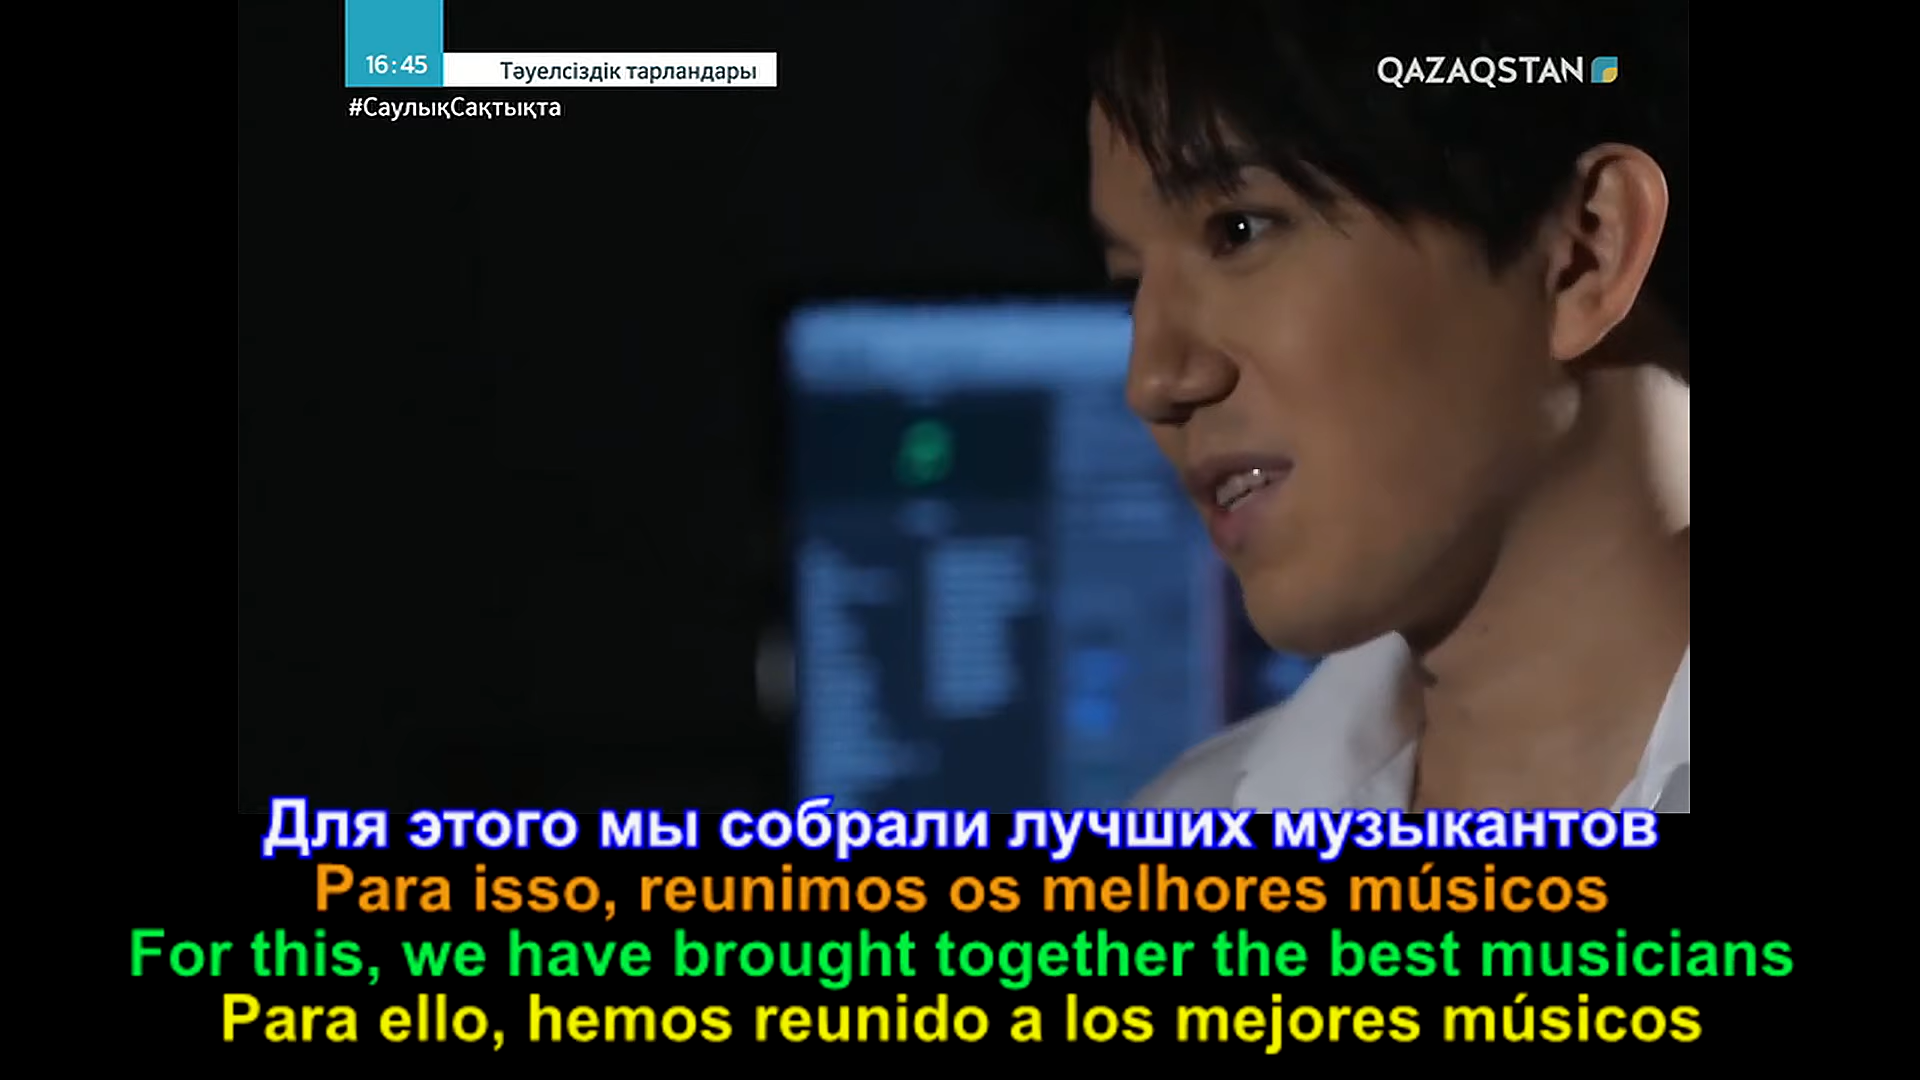 16:45
Тәуелсіздік тарландары
QAZAQSTAN
#СаулықСақтықта
Для этого мы собрали лучших музыкантов
Para isso, reunimos os melhores músicos
For this, we have brought together the best musicians
Para ello, hemos reunido a los mejores músicos